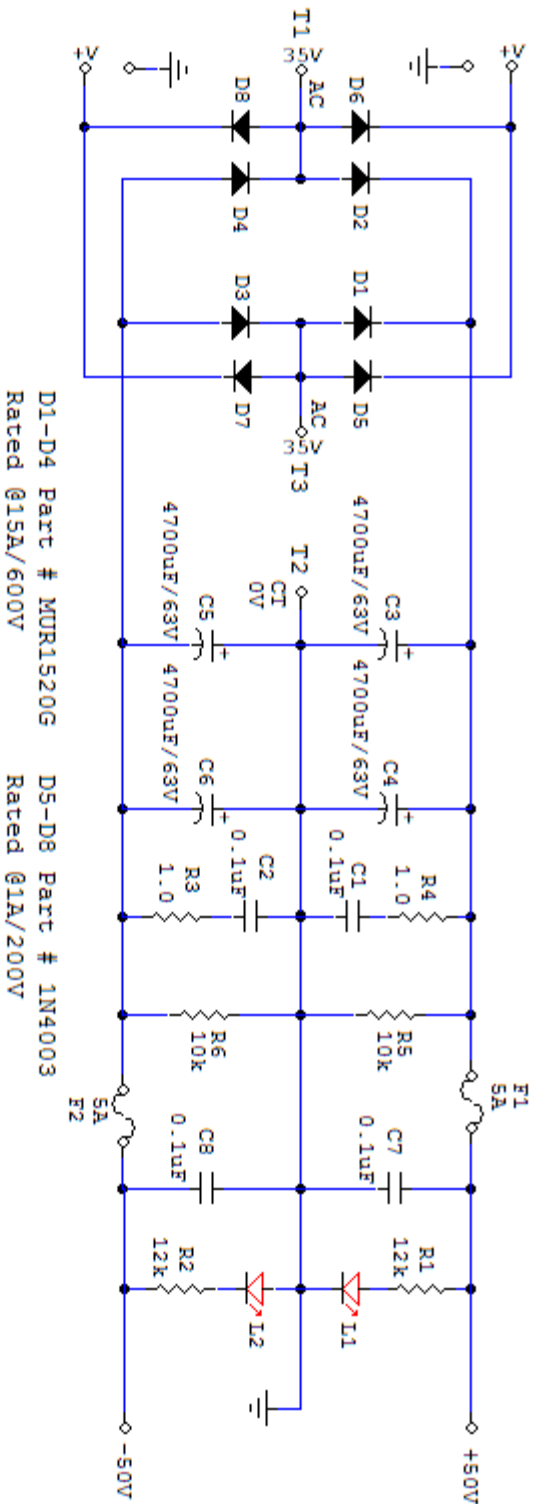 F1
5A
+50V
D6
D2
D1
D5
4700uF/63V
C3
4700uF/63V
C4
R4
1.0
C1
0.1uF
R5
10k
C7
0.1uF
R1
12k
L1
T1
35V
AC
AC
35V
T3
T2
CT
0V
D8
D4
D3
D7
4700uF/63V
C5
4700uF/63V
C6
C2
0.1uF
R3
1.0
R6
10k
C8
0.1uF
L2
R2
12k
5A
F2
-50V
D1-D4 Part # MUR1520G
Rated @15A/600V
D5-D8 Part # 1N4003
Rated @1A/200V